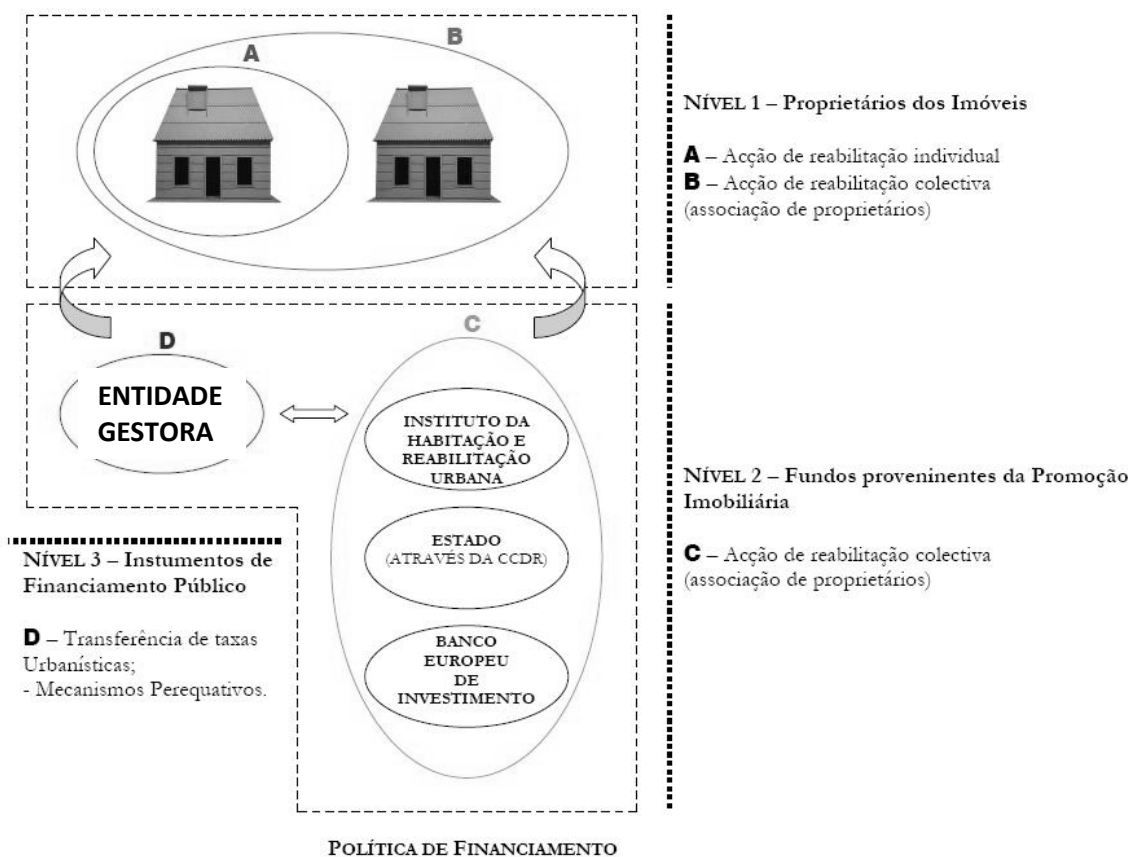 A
B
NÍVEL 1 – Proprietários dos Imóveis
A – Acção de reabilitação individual
B – Acção de reabilitação colectiva
(associação de proprietários)
D
ENTIDADE
GESTORA
C
INSTITUTO DA
HABITAÇÃO E
REABILITAÇÃO
URBANA
ESTADO
(ATRAVÉS DA CCDR)
BANCO
EUROPEU
DE
INVESTIMENTO
NÍVEL 2 – Fundos proveninentes da Promoção
Imobiliária
C – Acção de reabilitação colectiva
(associação de proprietários)
NÍVEL 3 – Instumentos de
Financiamento Público
D – Transferência de taxas
Urbanísticas;
- Mecanismos Perequativos.
POLÍTICA DE FINANCIAMENTO